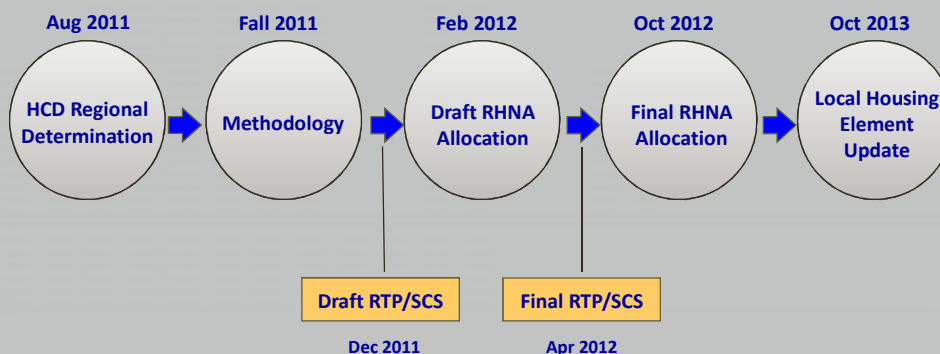 Aug 2011
Fall 2011
Feb 2012
Oct 2012
Oct 2013
HCD Regional
Determination
Methodology
Draft RHNA
Allocation
Final RHNA
Allocation
Local Housing
Element
Update
Draft RTP/SCS
Final RTP/SCS
Dec 2011
Apr 2012